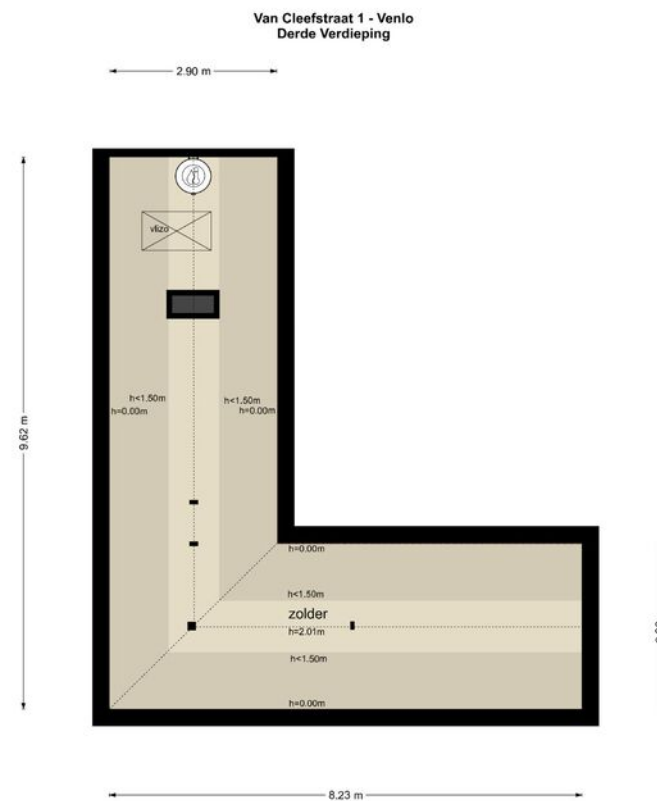 Van Cleefstraat 1 - Venlo
Derde Verdieping
2.90 m
vlizo
h<1.50m
h<1.50m
h=0.00m
h=0.00m
9.62 m
h=0.00m
h<1.50m
zolder
h=2.01m
h<1.50m
h=0.00m
8.23 m